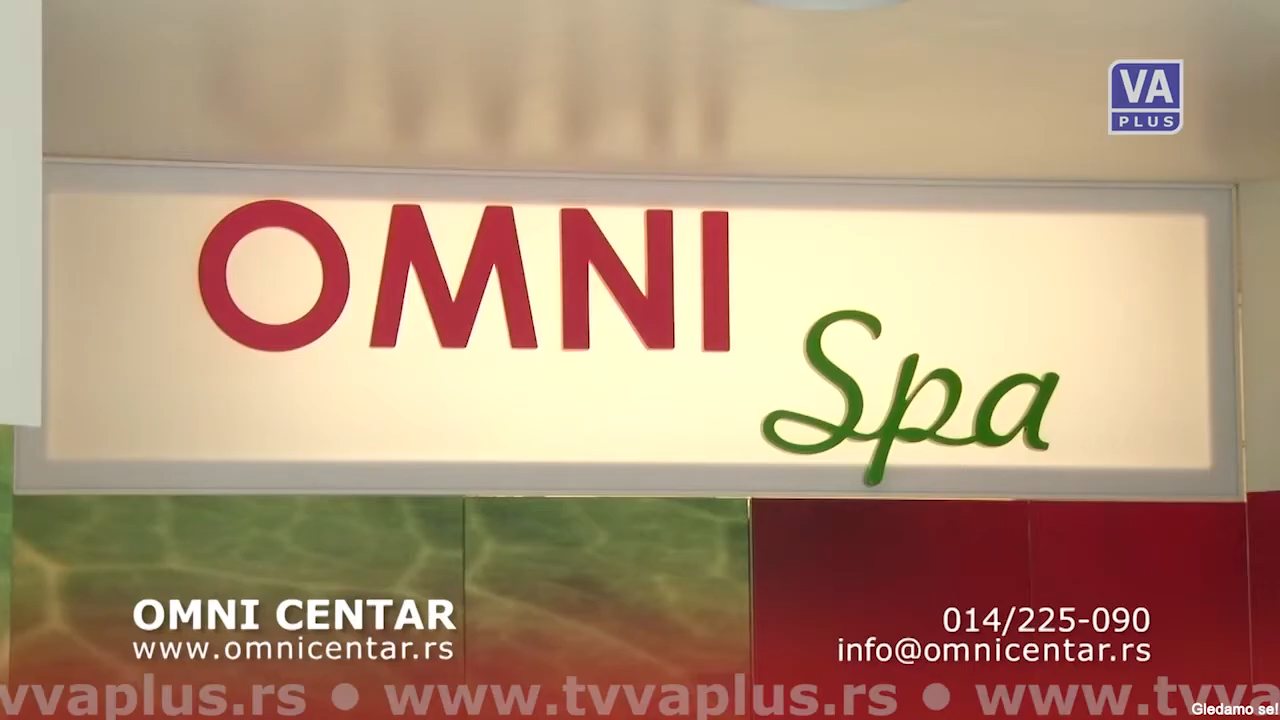 VA
PLUS
OMNI
Spa
OMNI CENTAR
www.omnicentar.rs
014/225-090
info@omnicentar.rs
vvaplus.rs ● www.tvvaplus.rs ● www.tvva
Gledamo se!